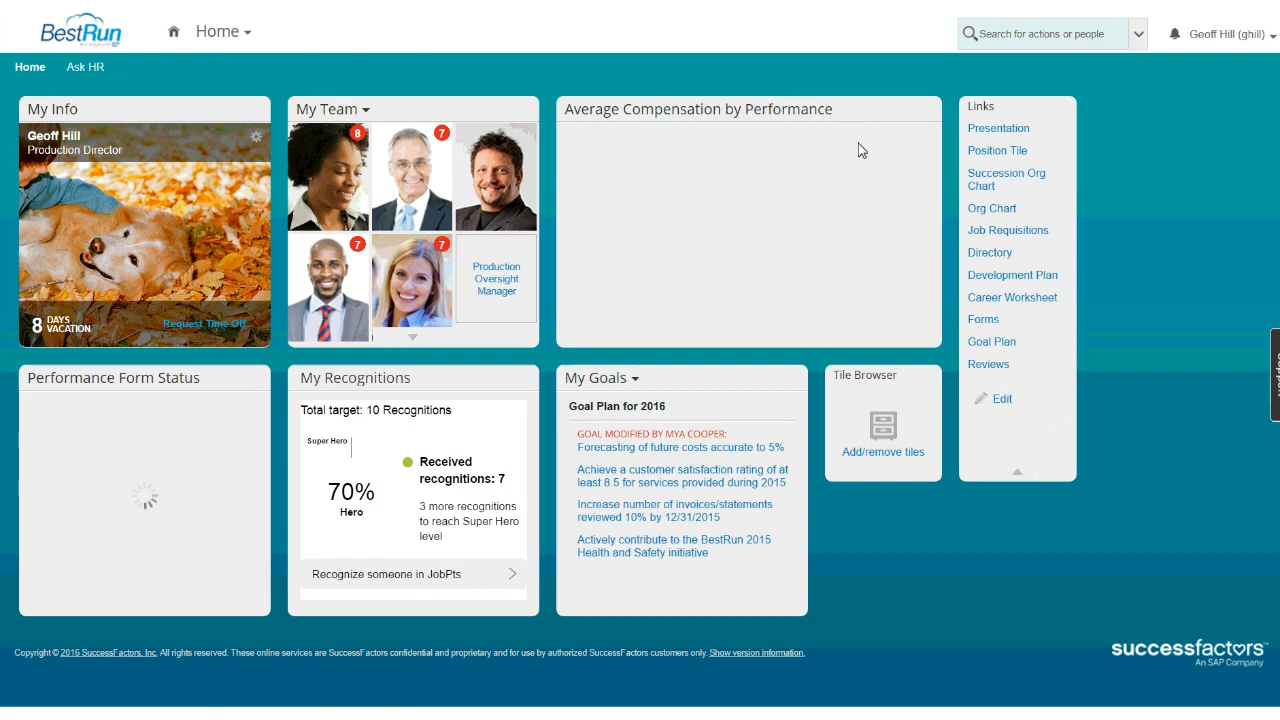 BestRun
Home
Search for actions or people
Geoff Hill (ghill)
Home
Ask HR
My Info
Geoff Hill
Production Director
8
DAYS
VACATION
Request Time Off
My Team
8
7
7
7
Production
Oversight
Manager
Average Compensation by Performance
Links
Presentation
Position Tile
Succession Org
Chart
Org Chart
Job Requisitions
Directory
Development Plan
Career Worksheet
Forms
Goal Plan
Reviews
Edit
Performance Form Status
My Recognitions
Total target: 10 Recognitions
Super Hero
70%
Hero
Received
recognitions: 7
3 more recognitions
to reach Super Hero
level
Recognize someone in JobPts
My Goals
Goal Plan for 2016
GOAL MODIFIED BY MYA COOPER:
Forecasting of future costs accurate to 5%
Achieve a customer satisfaction rating of at
least 8.5 for services provided during 2015
Increase number of invoices/statements
reviewed 10% by 12/31/2015
Actively contribute to the BestRun 2015
Health and Safety initiative
Tile Browser
Add/remove tiles
Copyright © 2016 SuccessFactors, Inc. All rights reserved. These online services are SuccessFactors confidential and proprietary and for use by authorized SuccessFactors customers only. Show version information.
successfactors™
An SAP Company